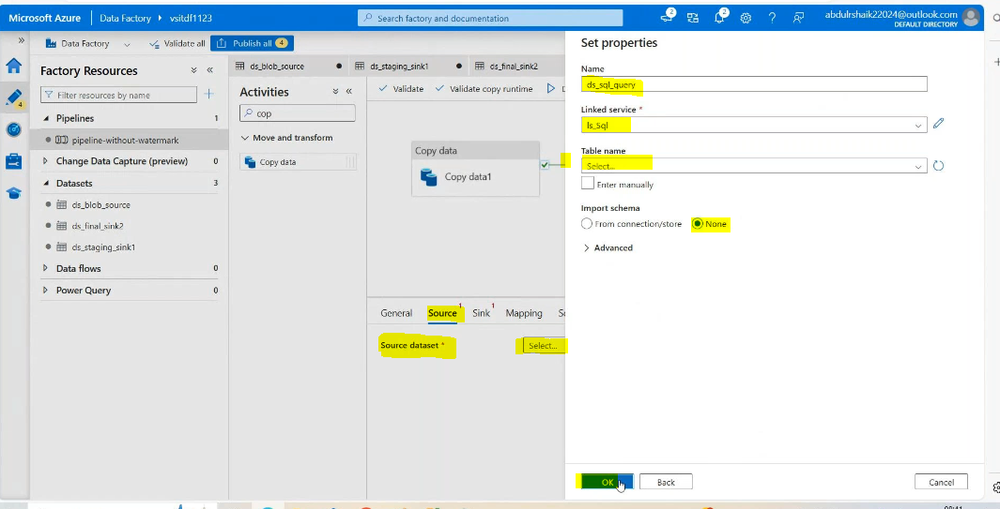 Microsoft Azure | Data Factory ▸ vsitdf1123
Search factory and documentation
2
2
abdulrshaik22024@outlook.com
DEFAULT DIRECTORY
»
Data Factory
Validate all
Publish all 4
4
Factory Resources
Filter resources by name
Pipelines 1
pipeline-without-watermark
Change Data Capture (preview) 0
Datasets 3
ds_blob_source
ds_final_sink2
ds_staging_sink1
Data flows 0
Power Query 0
ds_blob_source
ds_staging_sink1
ds_final_sink2
Activities
cop
Move and transform
Copy data
Validate
Validate copy runtime
Copy data
Copy data1
General
Source 1
Sink 1
Mapping
Source dataset *
Select...
Set properties
Name
ds_sql_query
Linked service *
ls_Sql
Table name
Select...
Enter manually
Import schema
From connection/store
None
Advanced
OK
Back
Cancel